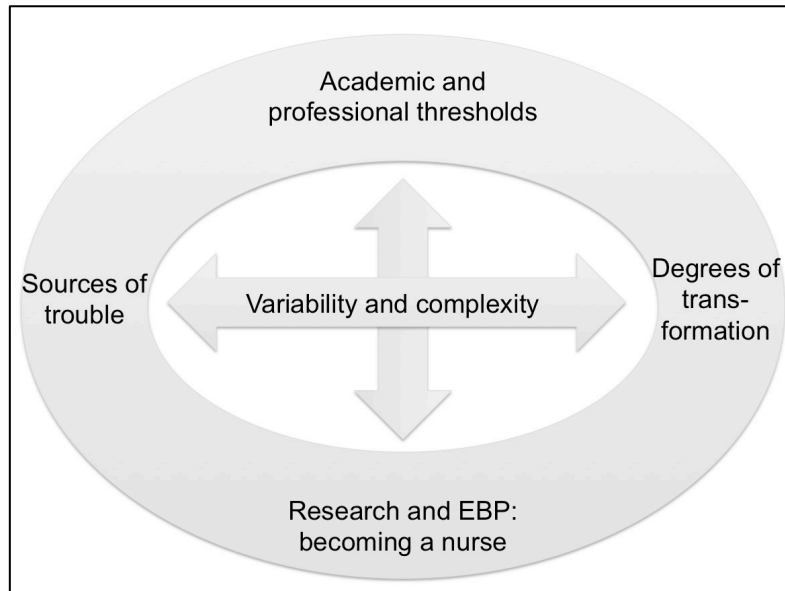 Academic and
professional thresholds
Sources of
trouble
Variability and complexity
Degrees of
trans-
formation
Research and EBP:
becoming a nurse